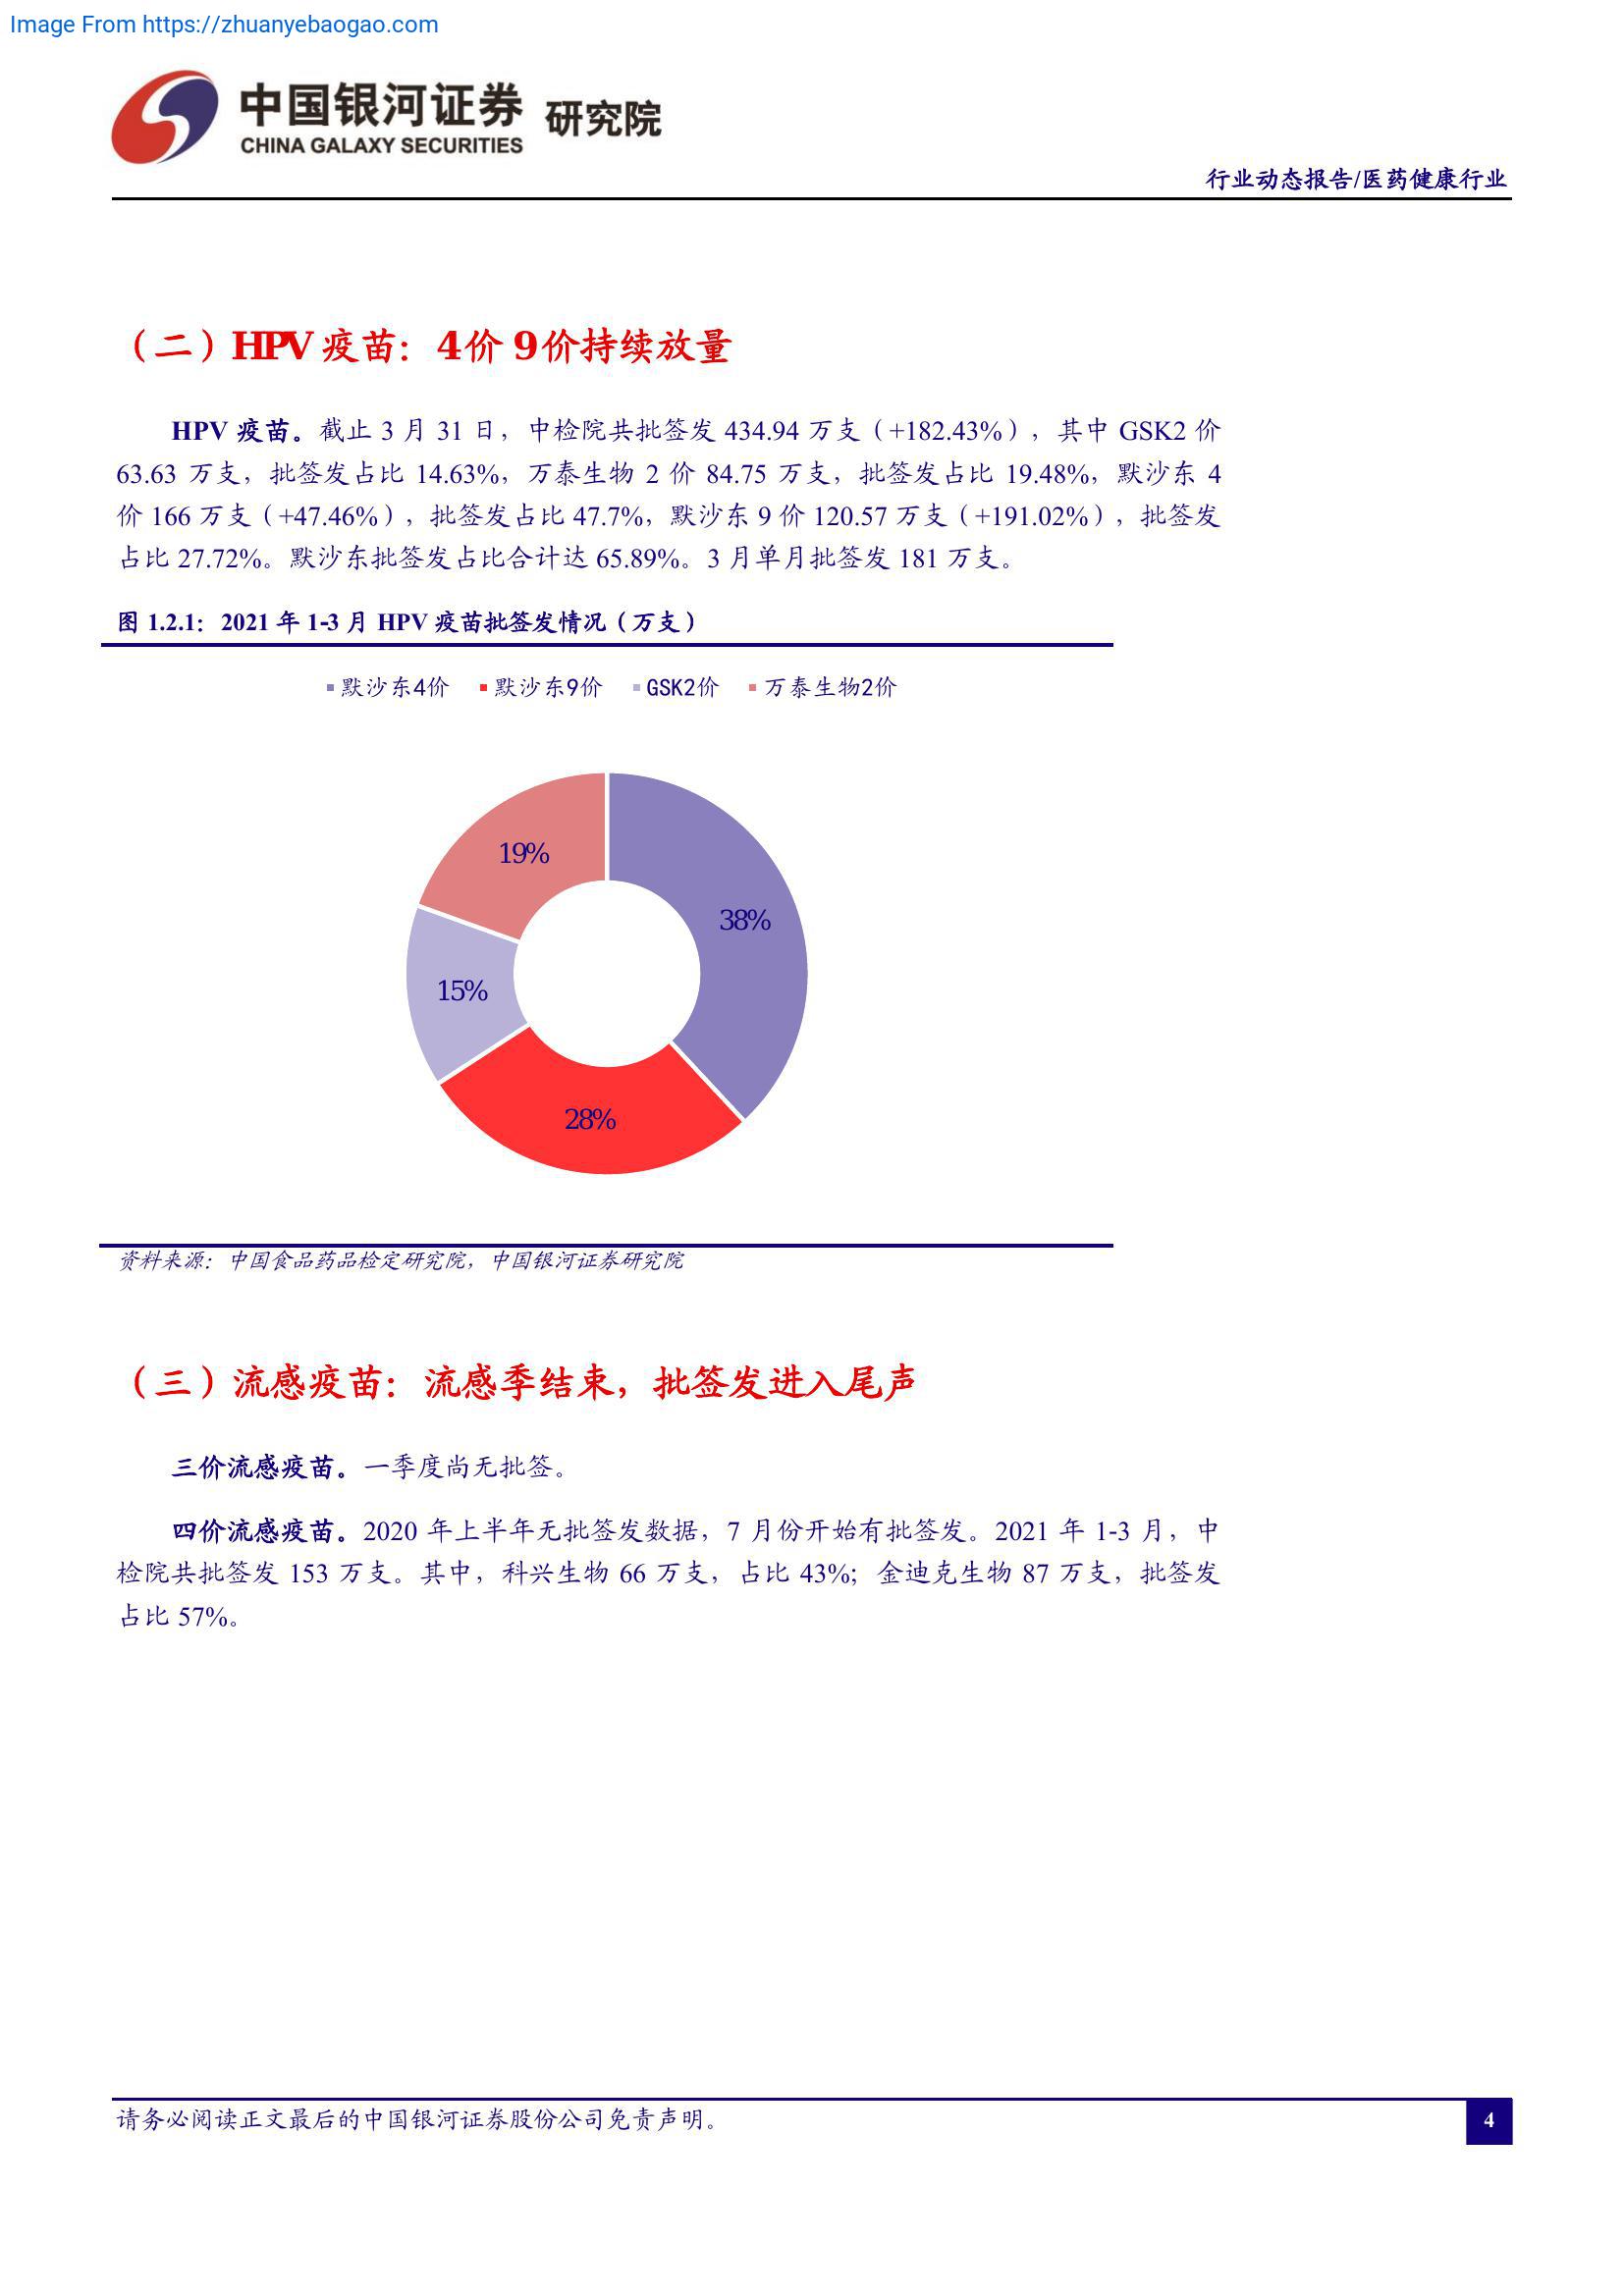 Image From https://zhuanyebaogao.com
中国银河证券 研究院
CHINA GALAXY SECURITIES
行业动态报告/医药健康行业
（二）HPV 疫苗：4价 9价持续放量
HPV 疫苗。截止 3 月 31 日，中检院共批签发 434.94 万支（+182.43%），其中 GSK2 价
63.63 万支，批签发占比 14.63%，万泰生物 2 价 84.75 万支，批签发占比 19.48%，默沙东 4
价 166 万支（+47.46%），批签发占比 47.7%，默沙东 9 价 120.57 万支（+191.02%），批签发
占比 27.72%。默沙东批签发占比合计达 65.89%。3 月单月批签发 181 万支。
图 1.2.1：2021 年 1-3 月 HPV 疫苗批签发情况（万支）
默沙东4价 默沙东9价 GSK2价 万泰生物2价
19%
38%
15%
28%
资料来源：中国食品药品检定研究院，中国银河证券研究院
（三）流感疫苗：流感季结束，批签发进入尾声
三价流感疫苗。一季度尚无批签。
四价流感疫苗。2020 年上半年无批签发数据，7 月份开始有批签发。2021 年 1-3 月，中
检院共批签发 153 万支。其中，科兴生物 66 万支，占比 43%；金迪克生物 87 万支，批签发
占比 57%。
请务必阅读正文最后的中国银河证券股份公司免责声明。
4